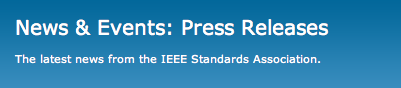 News & Events: Press Releases
The latest news from the IEEE Standards Association.